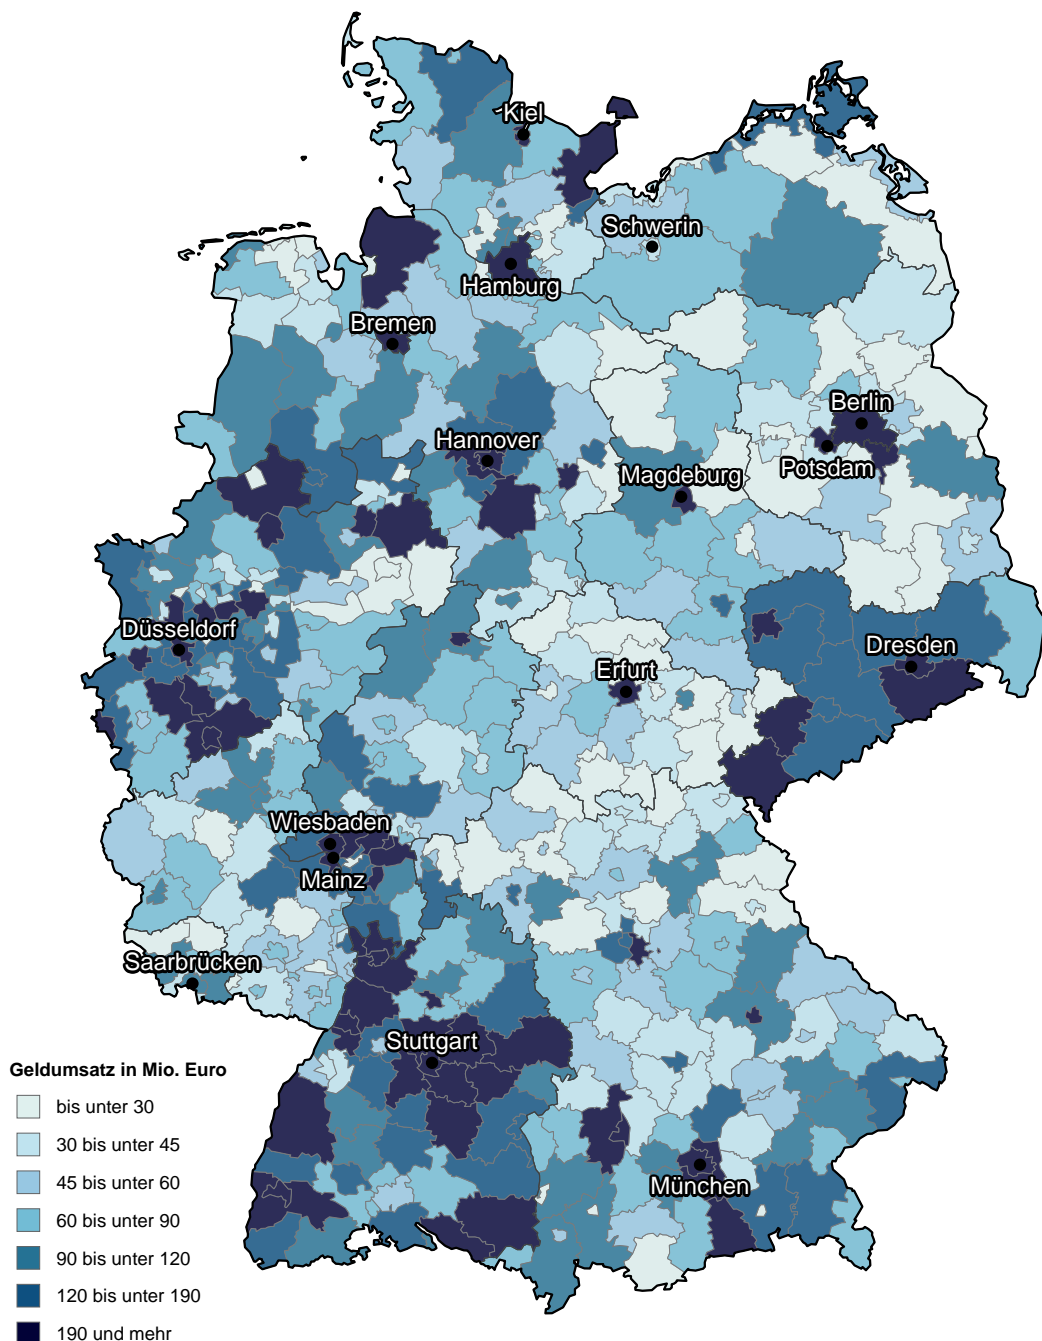 Kiel
Schwerin
Hamburg
Bremen
Berlin
Hannover
Potsdam
Magdeburg
Düsseldorf
Dresden
Erfurt
Wiesbaden
Mainz
Saarbrücken
Stuttgart
München
Geldumsatz in Mio. Euro
bis unter 30
30 bis unter 45
45 bis unter 60
60 bis unter 90
90 bis unter 120
120 bis unter 190
190 und mehr